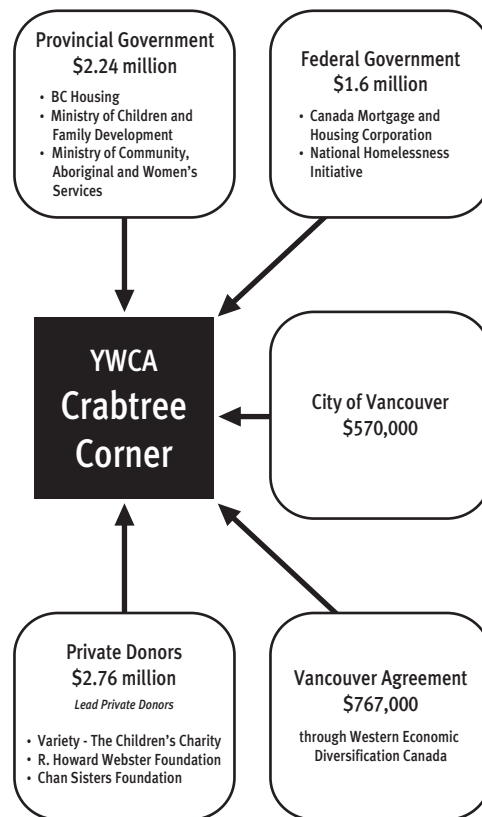 Provincial Government
$2.24 million
• BC Housing
• Ministry of Children and
Family Development
• Ministry of Community,
Aboriginal and Women's
Services
Federal Government
$1.6 million
• Canada Mortgage and
Housing Corporation
• National Homelessness
Initiative
YWCA
Crabtree
Corner
City of Vancouver
$570,000
Private Donors
$2.76 million
Lead Private Donors
• Variety - The Children's Charity
• R. Howard Webster Foundation
• Chan Sisters Foundation
Vancouver Agreement
$767,000
through Western Economic
Diversification Canada